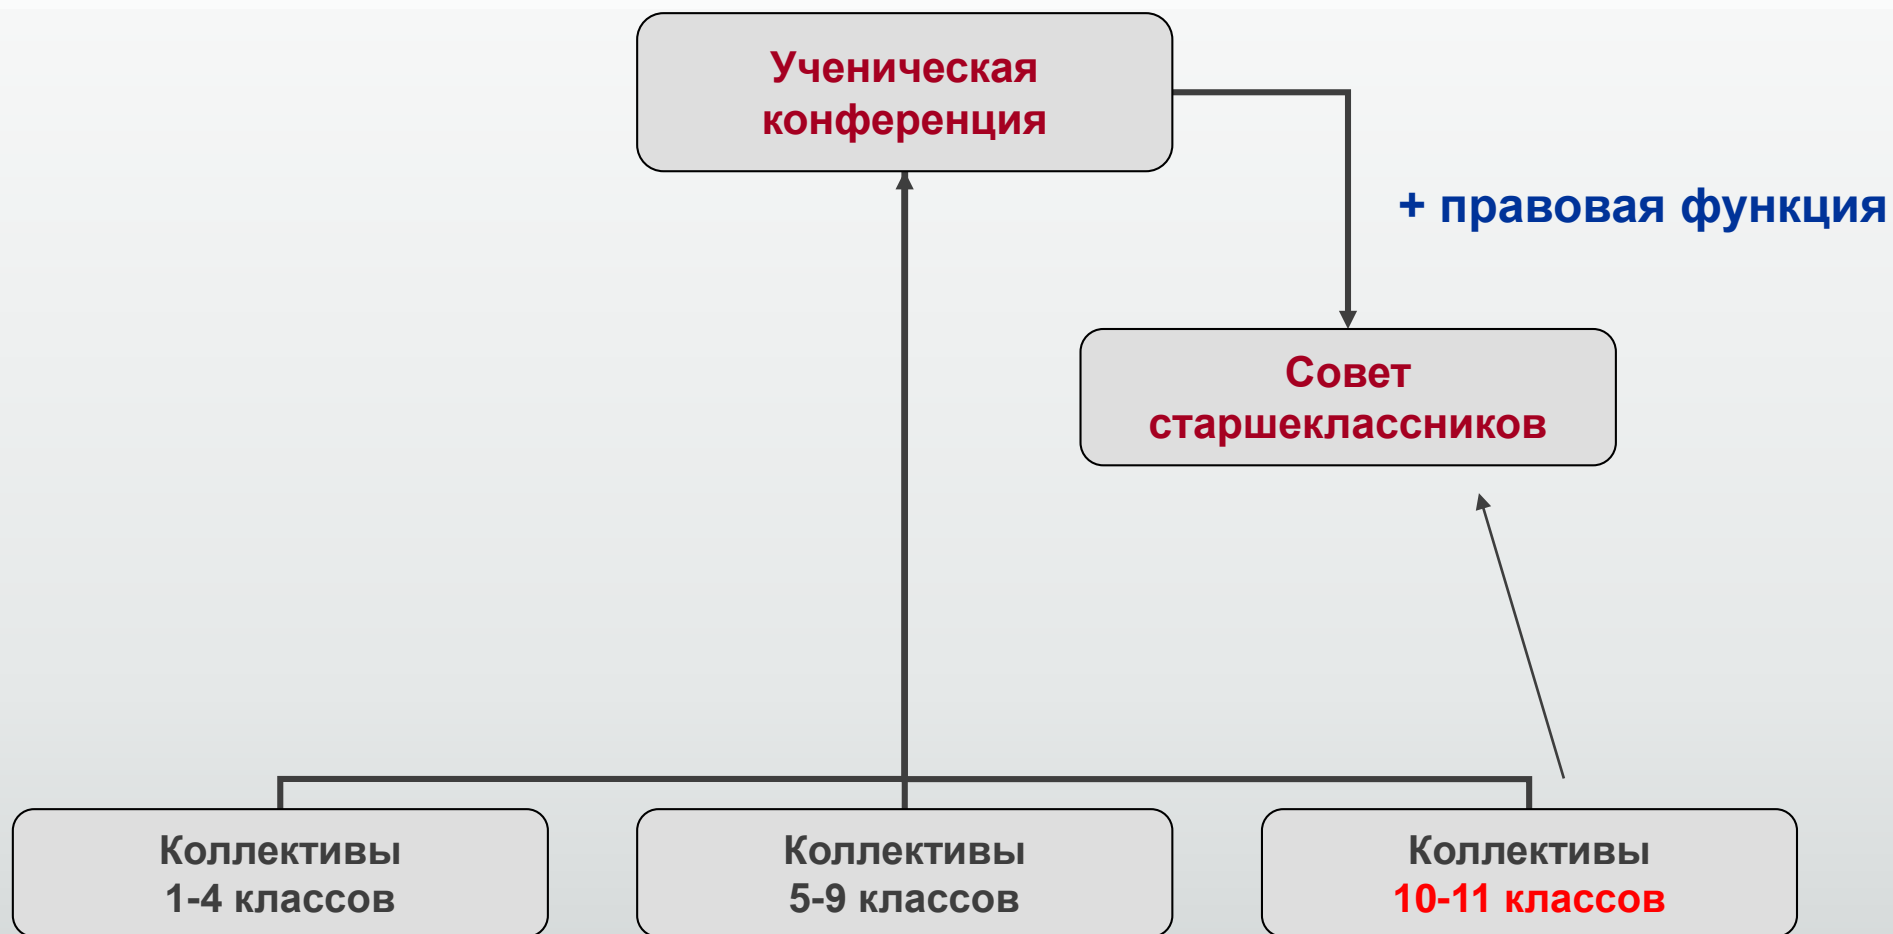 Ученическая
конференция
+ правовая функция
Совет
старшеклассников
Коллективы
1-4 классов
Коллективы
5-9 классов
Коллективы
10-11 классов